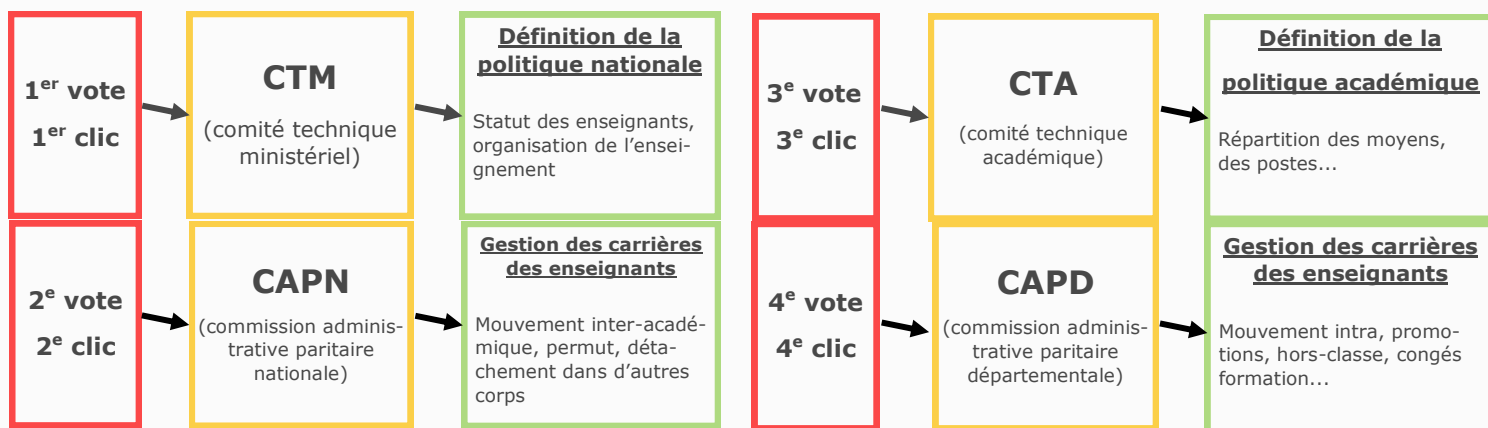 1er vote
1er clic
CTM
(comité technique
ministériel)
Définition de la
politique nationale
Statut des enseignants,
organisation de l’ensei-
gnement
2e vote
2e clic
CAPN
(commission adminis-
trative paritaire
nationale)
Gestion des carrières
des enseignants
Mouvement inter-acadé-
mique, permut, déta-
chement dans d’autres
corps
3e vote
3e clic
CTA
(comité technique
académique)
Définition de la
politique académique
Répartition des moyens,
des postes...
4e vote
4e clic
CAPD
(commission adminis-
trative paritaire
départementale)
Gestion des carrières
des enseignants
Mouvement intra, promo-
tions, hors-classe, congés
formation...